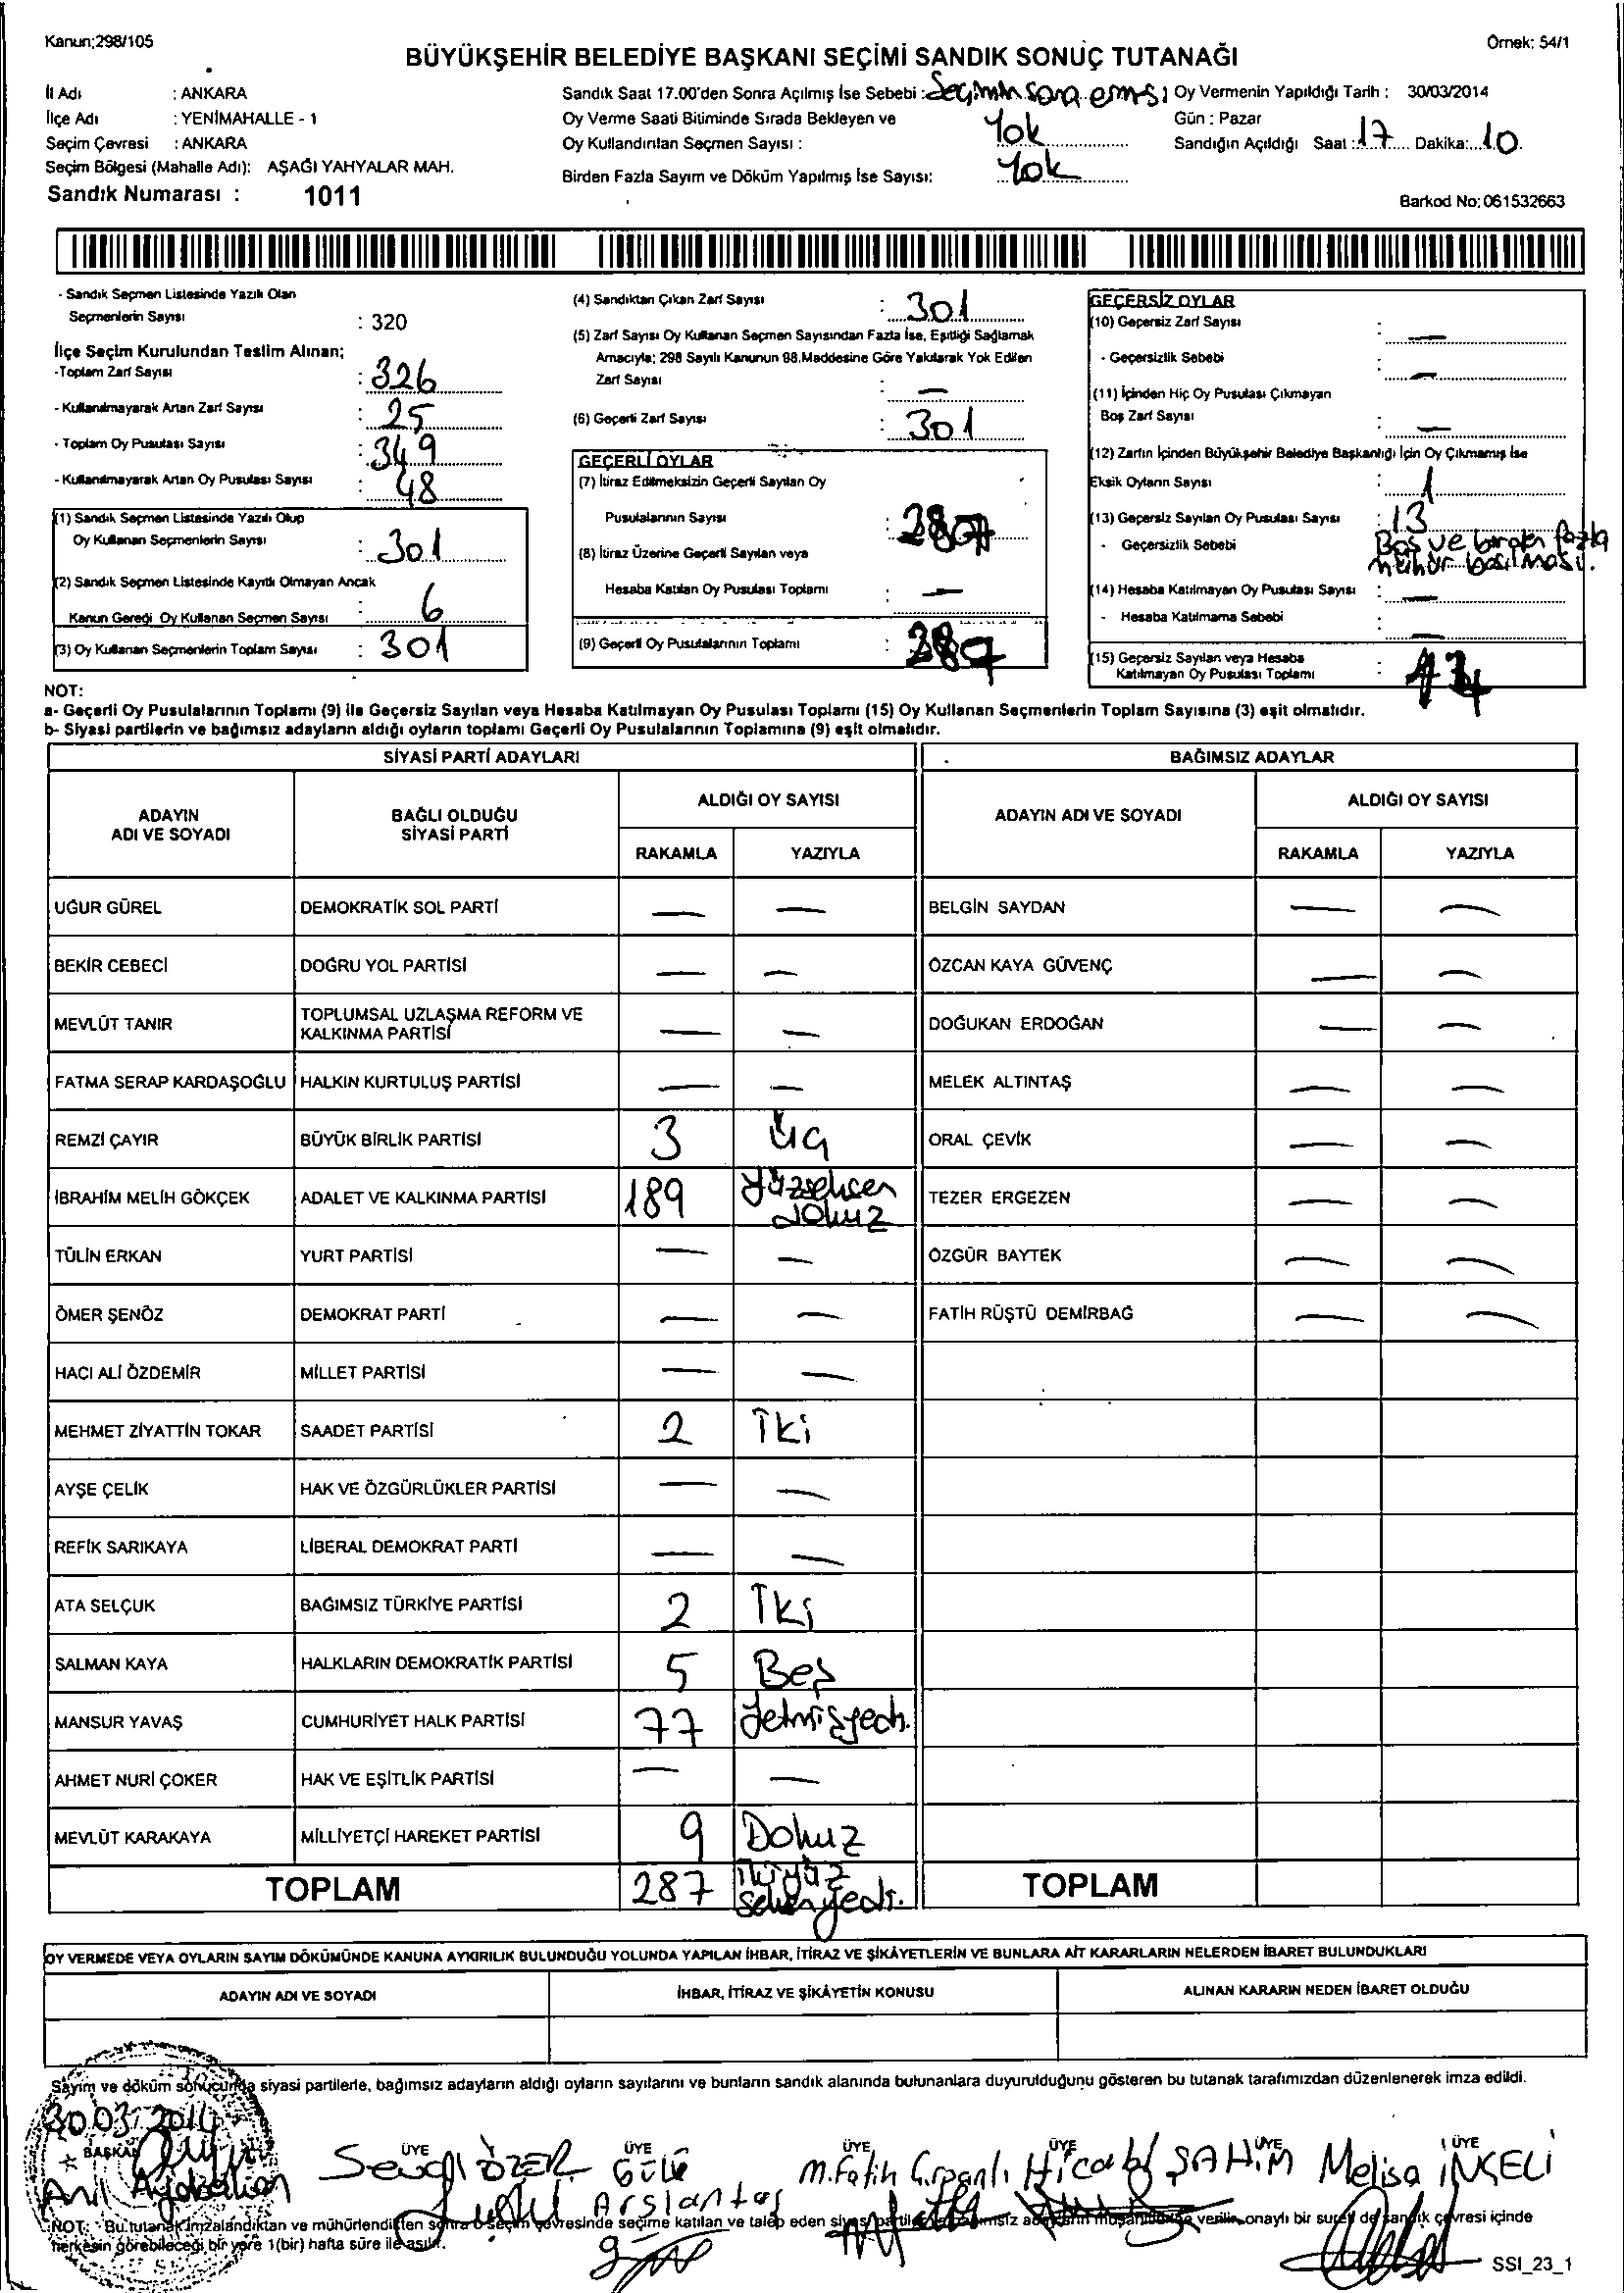 Kanun;298/105
Örnek: 54/1
BÜYÜKŞEHİR BELEDİYE BAŞKANI SEÇİMİ SANDIK SONUÇ TUTANAĞI
İl Adı : ANKARA
İlçe Adı : YENİMAHALLE - 1
Seçim Çevresi : ANKARA
Seçim Bölgesi (Mahalle Adı): AŞAĞI YAHYALAR MAH.
Sandık Numarası : 1011
Sandık Saat 17.00'den Sonra Açılmış İse Sebebi : Seçimin sona
Oy Verme Saati Bitiminde Sırada Bekleyen ve
Oy Kullandırılan Seçmen Sayısı : Yok
Birden Fazla Sayım ve Döküm Yapılmış İse Sayısı: Yok
Oy Vermenin Yapıldığı Tarih : 30/03/2014
Gün : Pazar
Sandığın Açıldığı Saat : 17 Dakika: 10
Barkod No: 061532663
- Sandık Seçmen Listesinde Yazılı Olan
Seçmenlerin Sayısı : 320
İlçe Seçim Kurulundan Teslim Alınan;
-Toplam Zarf Sayısı : 326
- Kullanılmayarak Artan Zarf Sayısı : 25
- Toplam Oy Pusulası Sayısı : 349
- Kullanılmayarak Artan Oy Pusulası Sayısı : 48
(1) Sandık Seçmen Listesinde Yazılı Olup
Oy Kullanan Seçmenlerin Sayısı : 301
(2) Sandık Seçmen Listesinde Kayıtlı Olmayan Ancak
Kanun Gereği Oy Kullanan Seçmen Sayısı : 6
(3) Oy Kullanan Seçmenlerin Toplam Sayısı : 301
(4) Sandıktan Çıkan Zarf Sayısı : 301
(5) Zarf Sayısı Oy Kullanan Seçmen Sayısından Fazla İse, Eşitliği Sağlamak
Amacıyla; 298 Sayılı Kanunun 98.Maddesine Göre Yakılarak Yok Edilen
Zarf Sayısı : —
(6) Geçerli Zarf Sayısı : 301
GEÇERLİ OYLAR
(7) İtiraz Edilmeksizin Geçerli Sayılan Oy
Pusulalarının Sayısı : 287
(8) İtiraz Üzerine Geçerli Sayılan veya
Hesaba Katılan Oy Pusulası Toplamı : —
(9) Geçerli Oy Pusulalarının Toplamı : 287
GEÇERSİZ OYLAR
(10) Geçersiz Zarf Sayısı : —
- Geçersizlik Sebebi : —
(11) İçinden Hiç Oy Pusulası Çıkmayan
Boş Zarf Sayısı : —
(12) Zarfın İçinden Büyükşehir Belediye Başkanlığı İçin Oy Çıkmamış İse
Eksik Oyların Sayısı : 1
(13) Geçersiz Sayılan Oy Pusulası Sayısı : 13
- Geçersizlik Sebebi Boş ve birden fazla
mühür basılması.
(14) Hesaba Katılmayan Oy Pusulası Sayısı : —
- Hesaba Katılmama Sebebi : —
(15) Geçersiz Sayılan veya Hesaba
Katılmayan Oy Pusulası Toplamı :
NOT:
a- Geçerli Oy Pusulalarının Toplamı (9) ile Geçersiz Sayılan veya Hesaba Katılmayan Oy Pusulası Toplamı (15) Oy Kullanan Seçmenlerin Toplam Sayısına (3) eşit olmalıdır.
b- Siyasi partilerin ve bağımsız adayların aldığı oyların toplamı Geçerli Oy Pusulalarının Toplamına (9) eşit olmalıdır.
SİYASİ PARTİ ADAYLARI
BAĞIMSIZ ADAYLAR
ADAYIN
ADI VE SOYADI
BAĞLI OLDUĞU
SİYASİ PARTİ
ALDIĞI OY SAYISI
RAKAMLA YAZIYLA
ADAYIN ADI VE SOYADI
ALDIĞI OY SAYISI
RAKAMLA YAZIYLA
UĞUR GÜREL DEMOKRATİK SOL PARTİ — — BELGİN SAYDAN — —
BEKİR CEBECİ DOĞRU YOL PARTİSİ — — ÖZCAN KAYA GÜVENÇ — —
MEVLÜT TANIR TOPLUMSAL UZLAŞMA REFORM VE
KALKINMA PARTİSİ — — DOĞUKAN ERDOĞAN — —
FATMA SERAP KARDAŞOĞLU HALKIN KURTULUŞ PARTİSİ — — MELEK ALTINTAŞ — —
REMZİ ÇAYIR BÜYÜK BİRLİK PARTİSİ 3 Üç ORAL ÇEVİK — —
İBRAHİM MELİH GÖKÇEK ADALET VE KALKINMA PARTİSİ 189 Yüzseksen
dokuz TEZER ERGEZEN — —
TÜLİN ERKAN YURT PARTİSİ — — ÖZGÜR BAYTEK — —
ÖMER ŞENÖZ DEMOKRAT PARTİ — — FATİH RÜŞTÜ DEMİRBAĞ — —
HACI ALİ ÖZDEMİR MİLLET PARTİSİ — —
MEHMET ZİYATTİN TOKAR SAADET PARTİSİ 2 İki
AYŞE ÇELİK HAK VE ÖZGÜRLÜKLER PARTİSİ — —
REFİK SARIKAYA LİBERAL DEMOKRAT PARTİ — —
ATA SELÇUK BAĞIMSIZ TÜRKİYE PARTİSİ 2 İki
SALMAN KAYA HALKLARIN DEMOKRATİK PARTİSİ 5 Beş
MANSUR YAVAŞ CUMHURİYET HALK PARTİSİ 77 Yetmişyedi.
AHMET NURİ ÇOKER HAK VE EŞİTLİK PARTİSİ — —
MEVLÜT KARAKAYA MİLLİYETÇİ HAREKET PARTİSİ 9 Dokuz
TOPLAM 287 ikiyüz
seksenyedi. TOPLAM
OY VERMEDE VEYA OYLARIN SAYIM DÖKÜMÜNDE KANUNA AYKIRILIK BULUNDUĞU YOLUNDA YAPILAN İHBAR, İTİRAZ VE ŞİKÂYETLERİN VE BUNLARA AİT KARARLARIN NELERDEN İBARET BULUNDUKLARI
ADAYIN ADI VE SOYADI İHBAR, İTİRAZ VE ŞİKÂYETİN KONUSU ALINAN KARARIN NEDEN İBARET OLDUĞU
Sayım ve döküm sonucunda siyasi partilerle, bağımsız adayların aldığı oyların sayılarını ve bunların sandık alanında bulunanlara duyurulduğunu gösteren bu tutanak tarafımızdan düzenlenerek imza edildi.
30.03.2014
BAŞKAN ÜYE ÜYE ÜYE ÜYE ÜYE ÜYE
Anıl Sevgi ÖZER Gülü Arslantaş M.Fatih Hicabi ŞAHİN Melisa İNCELİ
NOT: Bu tutanak imzalandıktan ve mühürlendikten sonra o seçim çevresinde seçime katılan ve talep eden siyasi partiler verilir. onaylı bir sureti de sandık çevresi içinde
herkesin görebileceği bir yere 1(bir) hafta süre ile asılır.
SSI_23_1